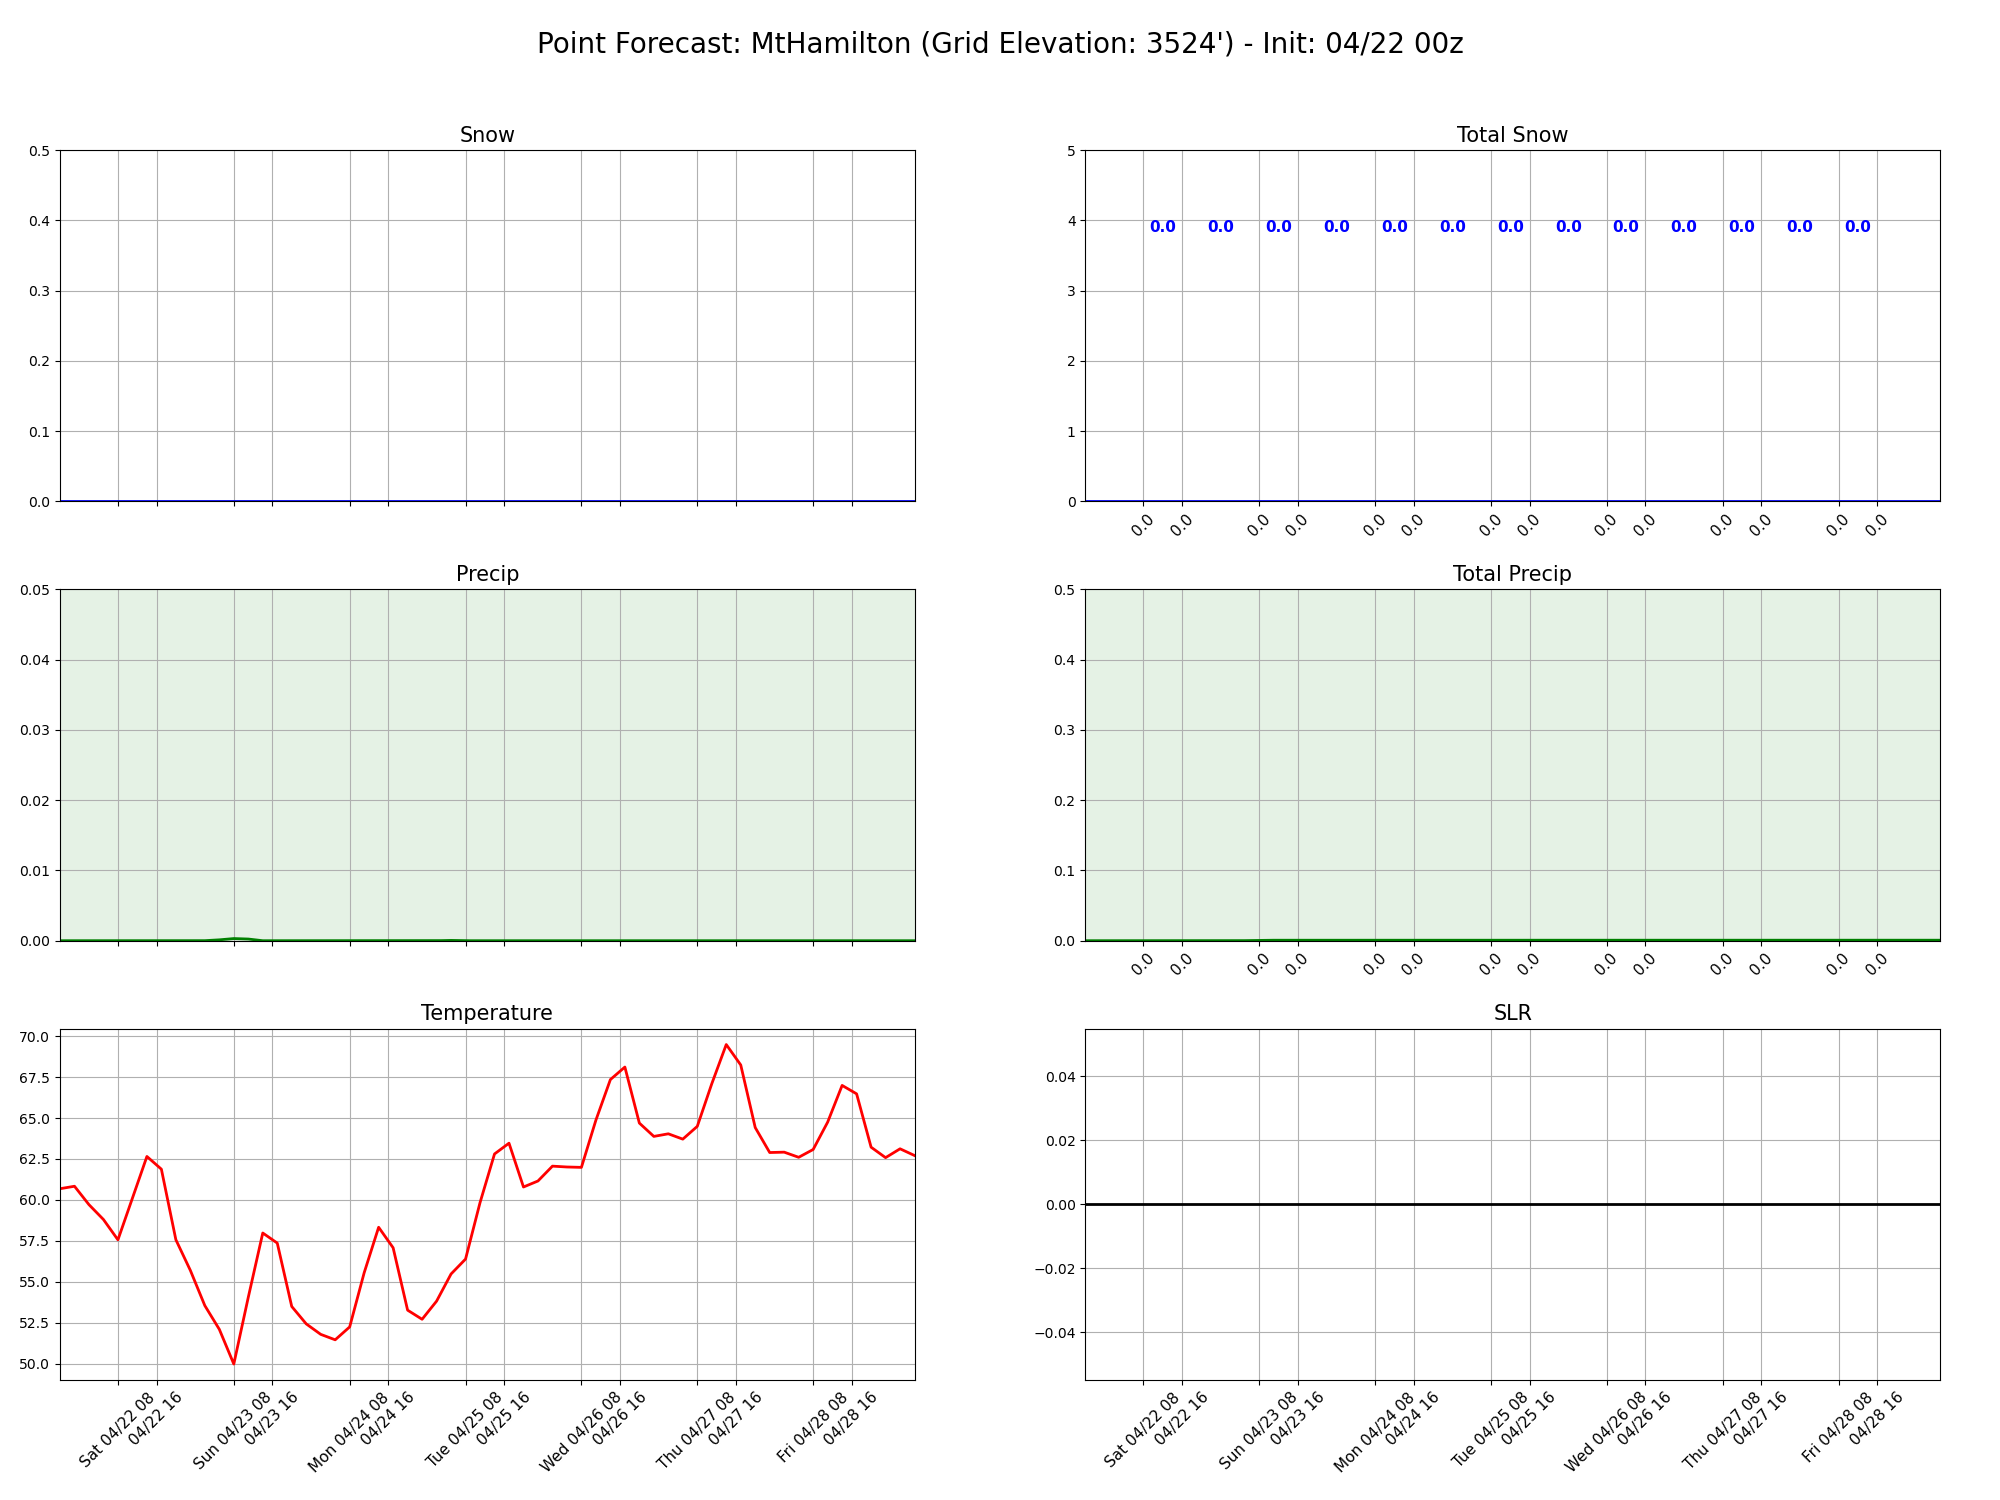 Point Forecast: MtHamilton (Grid Elevation: 3524') - Init: 04/22 00z
Snow
0.5
0.4
0.3
0.2
0.1
0.0
Total Snow
5
4
3
2
1
0
0.0 0.0 0.0 0.0 0.0 0.0 0.0 0.0 0.0 0.0 0.0 0.0 0.0
0.0 0.0 0.0 0.0 0.0 0.0 0.0 0.0 0.0 0.0 0.0 0.0 0.0 0.0
Precip
0.05
0.04
0.03
0.02
0.01
0.00
Total Precip
0.5
0.4
0.3
0.2
0.1
0.0
0.0 0.0 0.0 0.0 0.0 0.0 0.0 0.0 0.0 0.0 0.0 0.0 0.0 0.0
Temperature
70.0
67.5
65.0
62.5
60.0
57.5
55.0
52.5
50.0
Sat 04/22 08
04/22 16
Sun 04/23 08
04/23 16
Mon 04/24 08
04/24 16
Tue 04/25 08
04/25 16
Wed 04/26 08
04/26 16
Thu 04/27 08
04/27 16
Fri 04/28 08
04/28 16
SLR
0.04
0.02
0.00
−0.02
−0.04
Sat 04/22 08
04/22 16
Sun 04/23 08
04/23 16
Mon 04/24 08
04/24 16
Tue 04/25 08
04/25 16
Wed 04/26 08
04/26 16
Thu 04/27 08
04/27 16
Fri 04/28 08
04/28 16